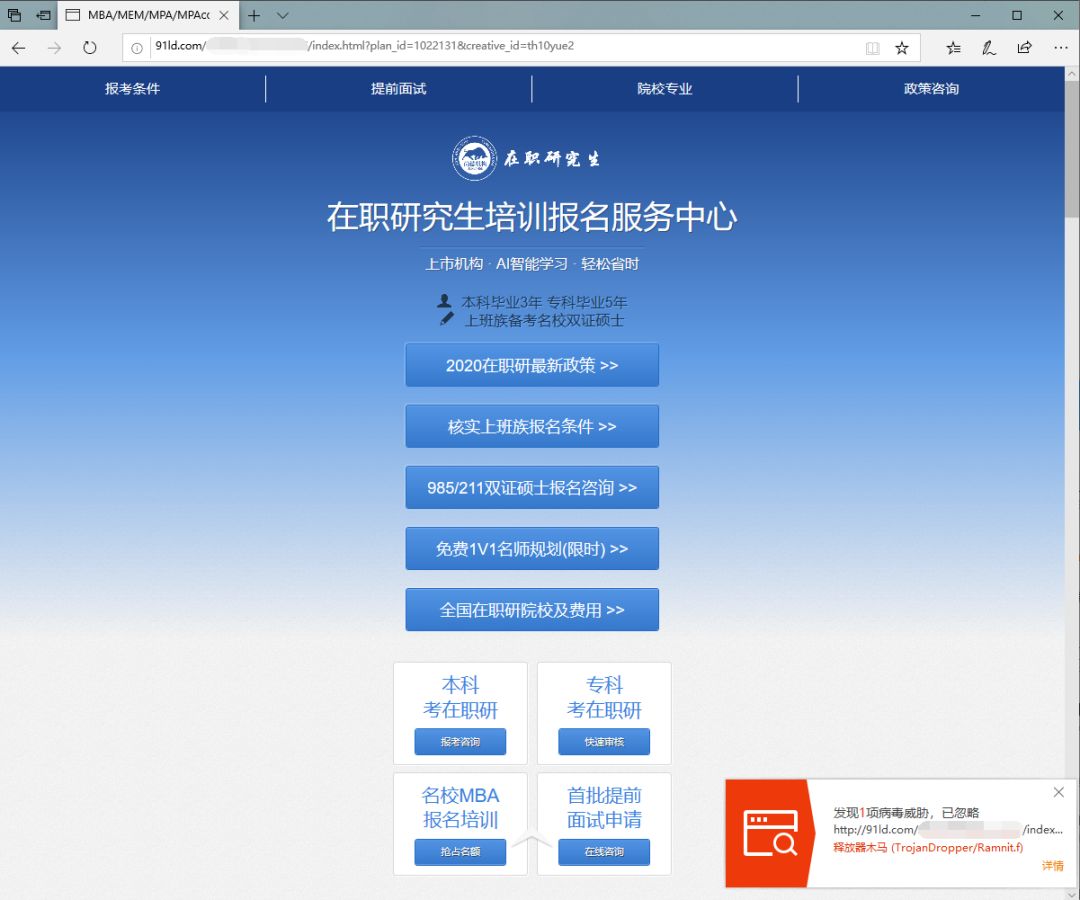 MBA/MEM/MPA/MPAcc
91ld.com/ /index.html?plan_id=1022131&creative_id=th10yue2
报考条件
提前面试
院校专业
政策咨询
在职研究生
在职研究生培训报名服务中心
上市机构 · AI智能学习 · 轻松省时
本科毕业3年 专科毕业5年
上班族备考名校双证硕士
2020在职研最新政策 >>
核实上班族报名条件 >>
985/211双证硕士报名咨询 >>
免费1V1名师规划(限时) >>
全国在职研院校及费用 >>
本科
考在职研
报考咨询
专科
考在职研
快速审核
名校MBA
报名培训
抢占名额
首批提前
面试申请
在线咨询
发现1项病毒威胁，已忽略
http://91ld.com/ /index...
释放器木马 (TrojanDropper/Ramnit.f)
详情